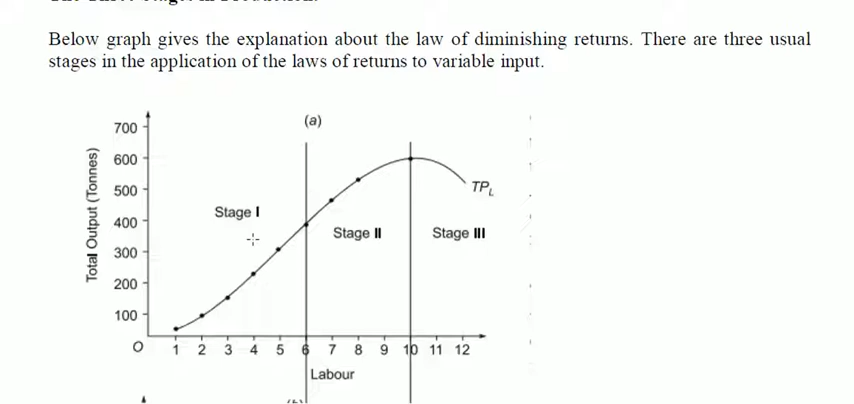 Below graph gives the explanation about the law of diminishing returns. There are three usual
stages in the application of the laws of returns to variable input.
(a)
700
600
500
400
300
200
100
Total Output (Tonnes)
Stage I
Stage II
Stage III
TPL
O 1 2 3 4 5 6 7 8 9 10 11 12
Labour